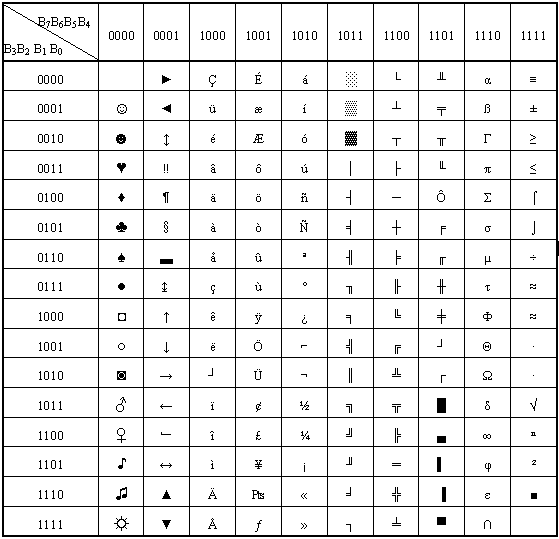 B₇B₆B₅B₄
B₃B₂ B₁ B₀ 0000 0001 1000 1001 1010 1011 1100 1101 1110 1111
0000 ► Ç É á ░ └ ╨ α ≡
0001 ☺ ◄ ü æ í ▒ ┴ ╤ ß ±
0010 ☻ ↕ é Æ ó ▓ ┬ ╥ Γ ≥
0011 ♥ ‼ â ô ú │ ├ ╙ π ≤
0100 ♦ ¶ ä ö ñ ┤ ─ Ô Σ ⌠
0101 ♣ § à ò Ñ ╡ ┼ ╒ σ ⌡
0110 ♠ ▬ å û ª ╢ ╞ ╓ µ ÷
0111 ● ↨ ç ù ° ╖ ╟ ╫ τ ≈
1000 ◘ ↑ ê ÿ ¿ ╕ ╚ ╪ Φ ≈
1001 ○ ↓ ë Ö ⌐ ╣ ╔ ┘ Θ ·
1010 ◙ → ┘ Ü ¬ ║ ╩ ┌ Ω ·
1011 ♂ ← ï ¢ ½ ╗ ╦ █ δ √
1100 ♀ ∟ î £ ¼ ╝ ╠ ▄ ∞ ⁿ
1101 ♪ ↔ ì ¥ ¡ ╜ ═ ▌ φ ²
1110 ♫ ▲ Ä ₧ « ╛ ╬ ▐ ε ■
1111 ☼ ▼ Å ƒ » ┐ ╧ ▀ ∩